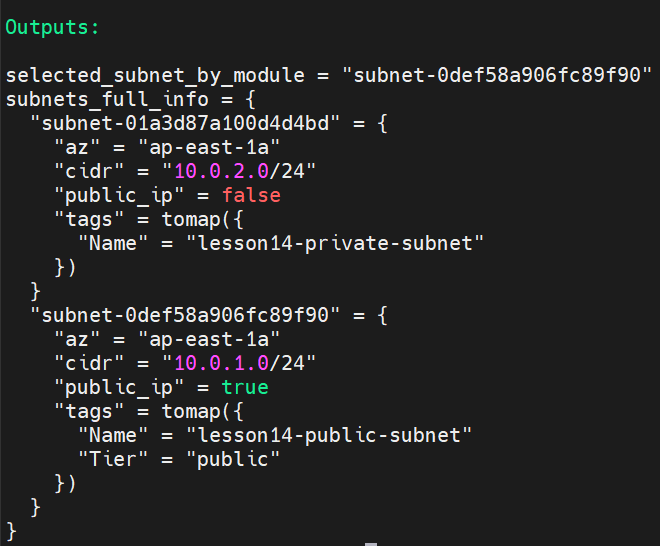 Outputs:

selected_subnet_by_module = "subnet-0def58a906fc89f90"
subnets_full_info = {
  "subnet-01a3d87a100d4d4bd" = {
    "az" = "ap-east-1a"
    "cidr" = "10.0.2.0/24"
    "public_ip" = false
    "tags" = tomap({
      "Name" = "lesson14-private-subnet"
    })
  }
  "subnet-0def58a906fc89f90" = {
    "az" = "ap-east-1a"
    "cidr" = "10.0.1.0/24"
    "public_ip" = true
    "tags" = tomap({
      "Name" = "lesson14-public-subnet"
      "Tier" = "public"
    })
  }
}